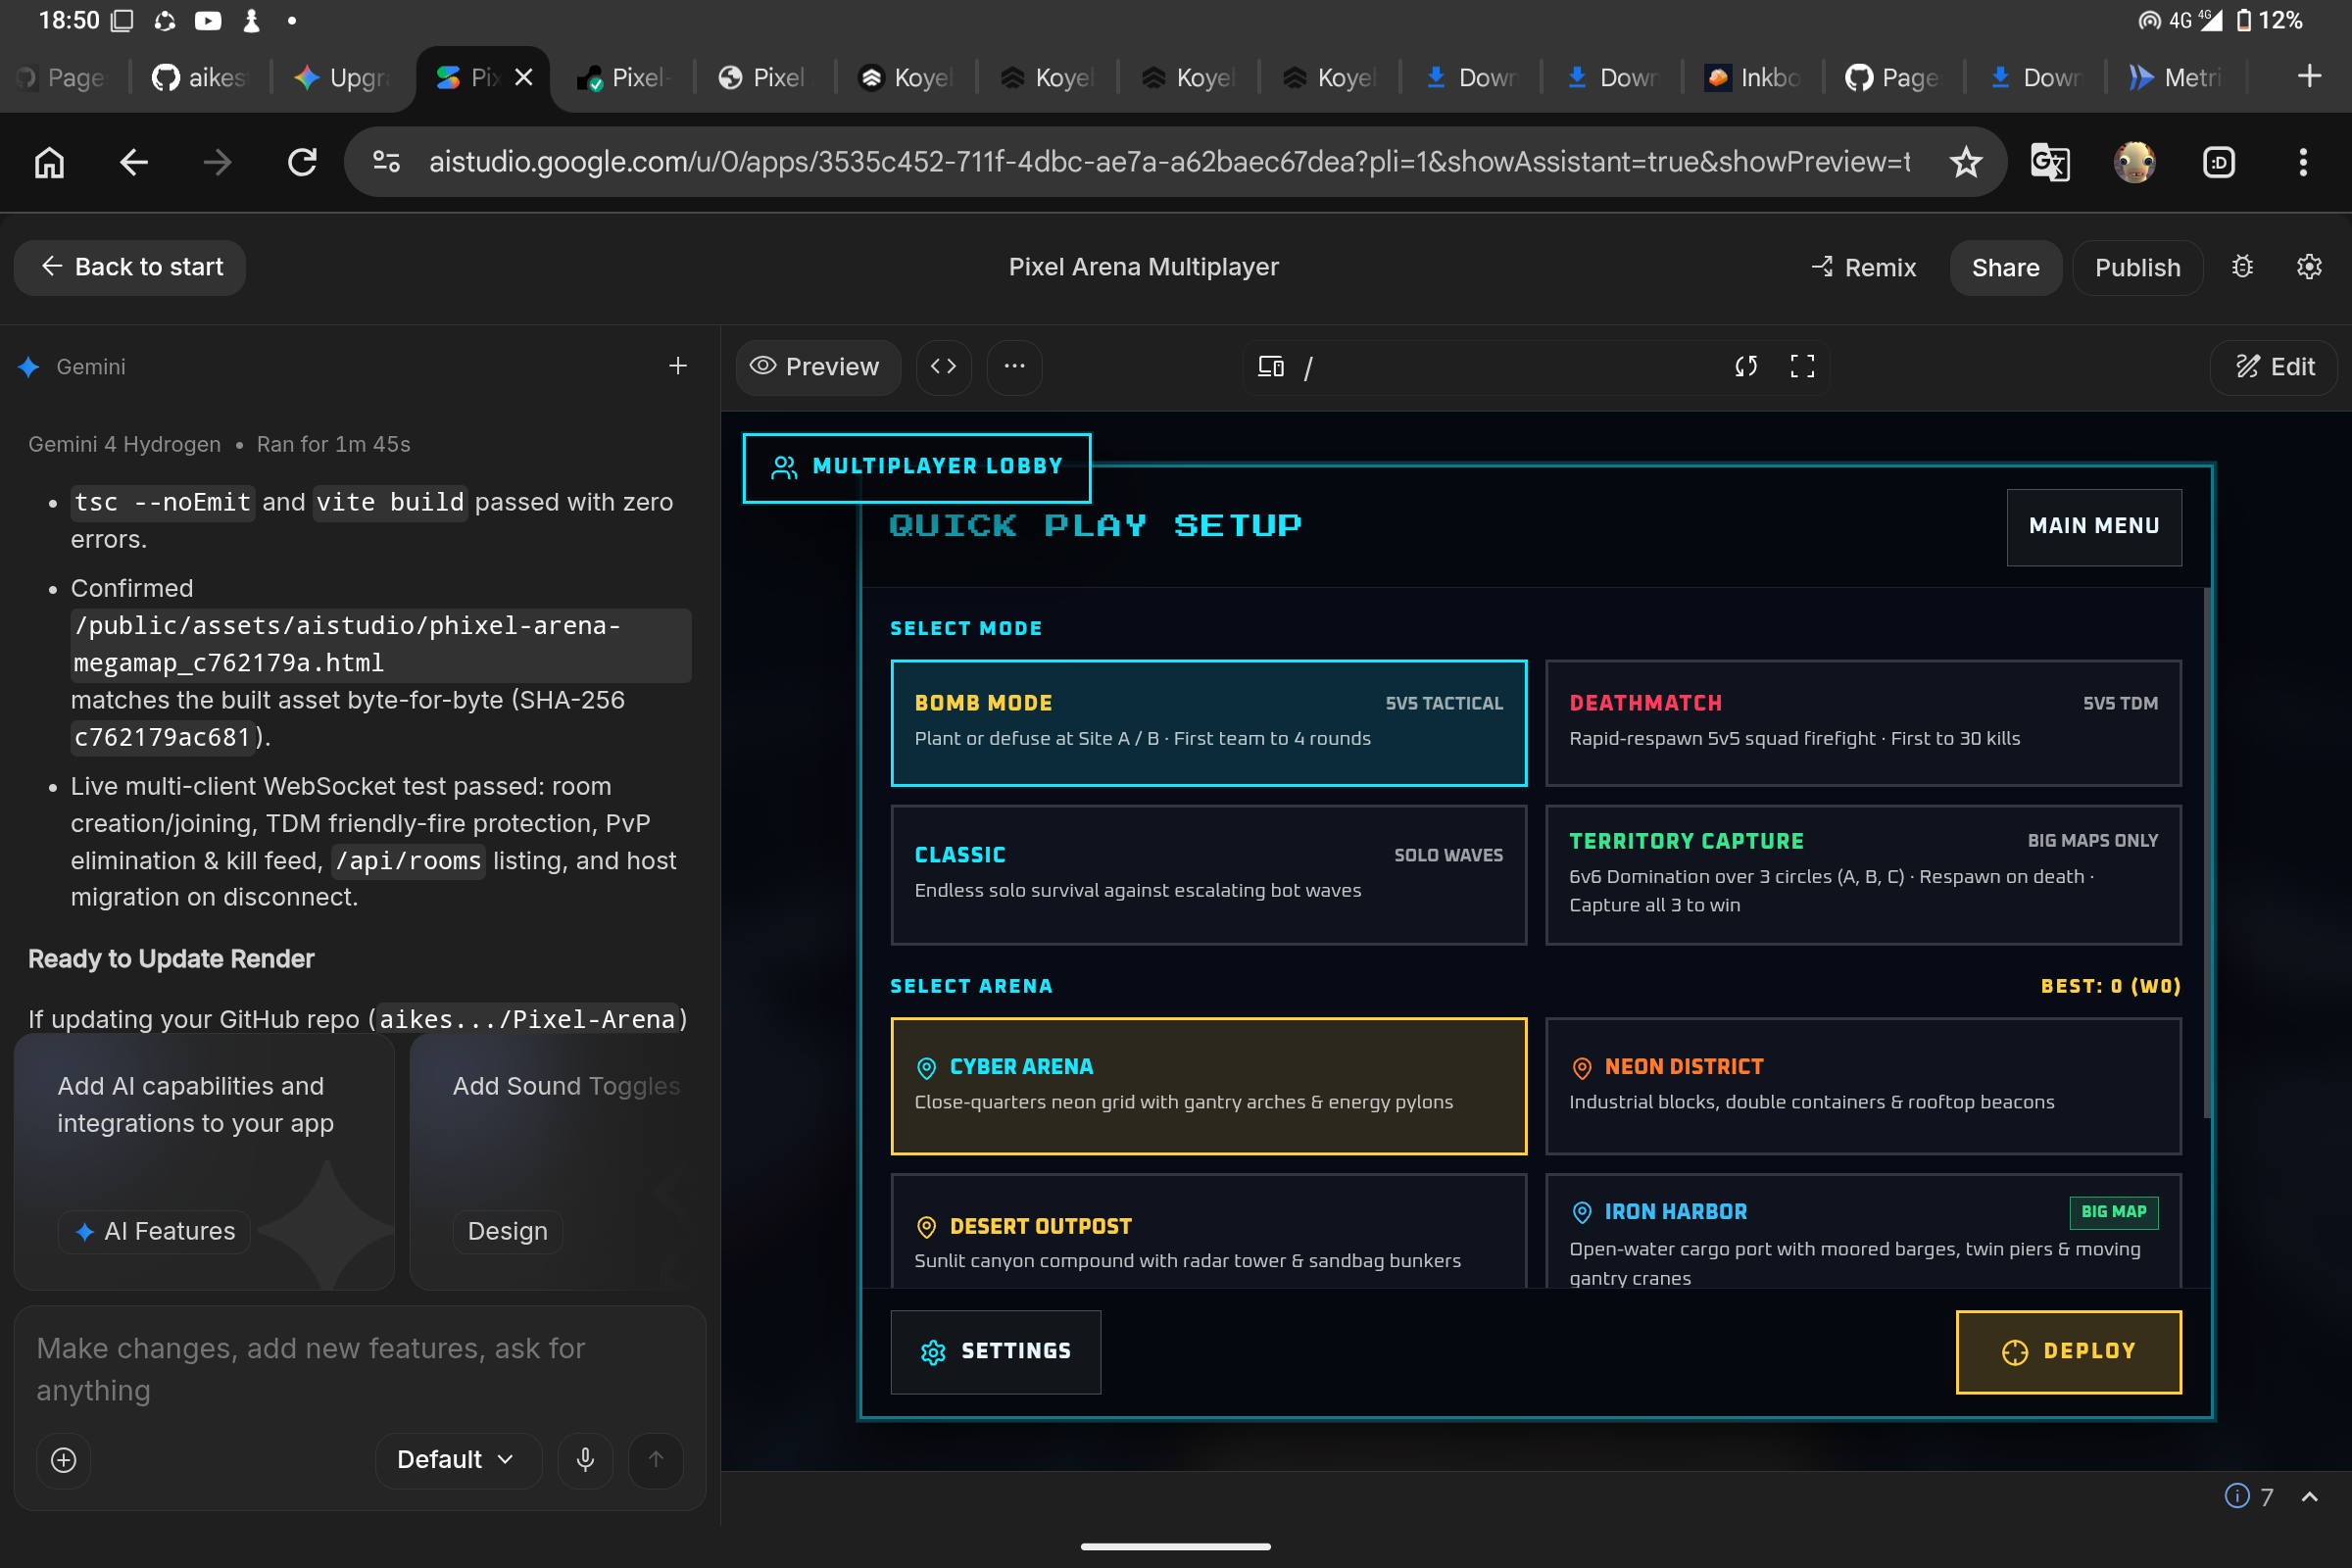 18:50
4G 4G 12%
Page
aikes
Upgr
Pix
Pixel-
Pixel
Koyel
Koyel
Koyel
Koyel
Down
Down
Inkbo
Page
Down
Metri
aistudio.google.com/u/0/apps/3535c452-711f-4dbc-ae7a-a62baec67dea?pli=1&showAssistant=true&showPreview=t
Back to start
Pixel Arena Multiplayer
Remix
Share
Publish
Gemini
Preview
/
Edit
Gemini 4 Hydrogen • Ran for 1m 45s
• tsc --noEmit and vite build passed with zero
errors.
• Confirmed
/public/assets/aistudio/phixel-arena-
megamap_c762179a.html
matches the built asset byte-for-byte (SHA-256
c762179ac681).
• Live multi-client WebSocket test passed: room
creation/joining, TDM friendly-fire protection, PvP
elimination & kill feed, /api/rooms listing, and host
migration on disconnect.
Ready to Update Render
If updating your GitHub repo (aikes.../Pixel-Arena)
Add AI capabilities and
integrations to your app
AI Features
Add Sound Toggles
Design
Make changes, add new features, ask for
anything
Default
MULTIPLAYER LOBBY
QUICK PLAY SETUP
MAIN MENU
SELECT MODE
BOMB MODE
5V5 TACTICAL
Plant or defuse at Site A / B · First team to 4 rounds
DEATHMATCH
5V5 TDM
Rapid-respawn 5v5 squad firefight · First to 30 kills
CLASSIC
SOLO WAVES
Endless solo survival against escalating bot waves
TERRITORY CAPTURE
BIG MAPS ONLY
6v6 Domination over 3 circles (A, B, C) · Respawn on death ·
Capture all 3 to win
SELECT ARENA
BEST: 0 (W0)
CYBER ARENA
Close-quarters neon grid with gantry arches & energy pylons
NEON DISTRICT
Industrial blocks, double containers & rooftop beacons
DESERT OUTPOST
Sunlit canyon compound with radar tower & sandbag bunkers
IRON HARBOR
BIG MAP
Open-water cargo port with moored barges, twin piers & moving
gantry cranes
SETTINGS
DEPLOY
7